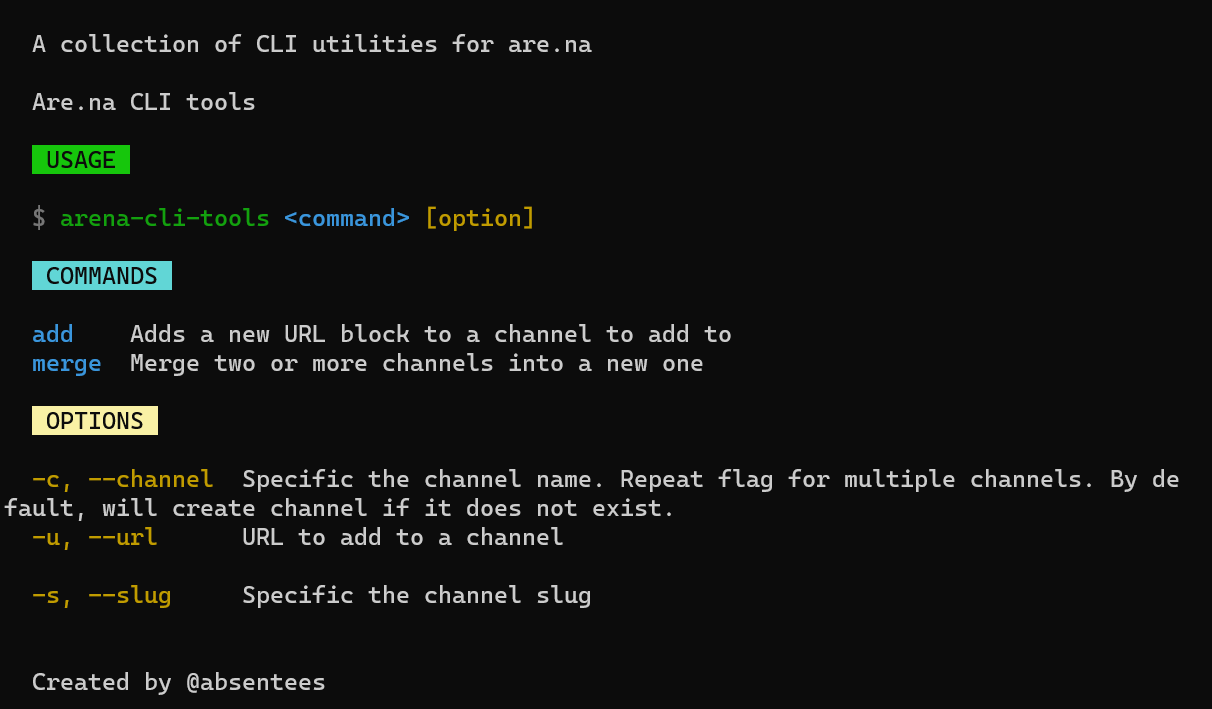 A collection of CLI utilities for are.na
Are.na CLI tools
USAGE
$ arena-cli-tools <command> [option]
COMMANDS
add    Adds a new URL block to a channel to add to
merge  Merge two or more channels into a new one
OPTIONS
-c, --channel  Specific the channel name. Repeat flag for multiple channels. By de
fault, will create channel if it does not exist.
-u, --url      URL to add to a channel
-s, --slug     Specific the channel slug
Created by @absentees